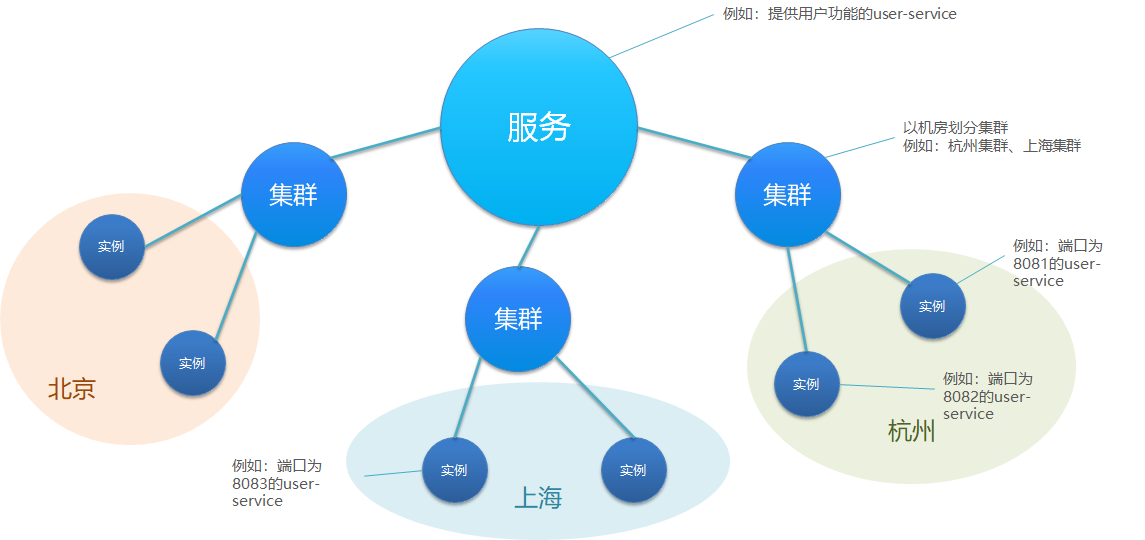 例如：提供用户功能的user-service
服务
以机房划分集群
例如：杭州集群、上海集群
集群
集群
实例
例如：端口为
8081的user-
service
实例
集群
实例
实例
北京
实例
例如：端口为
8082的user-
service
杭州
例如：端口为
8083的user-
service
实例
实例
上海